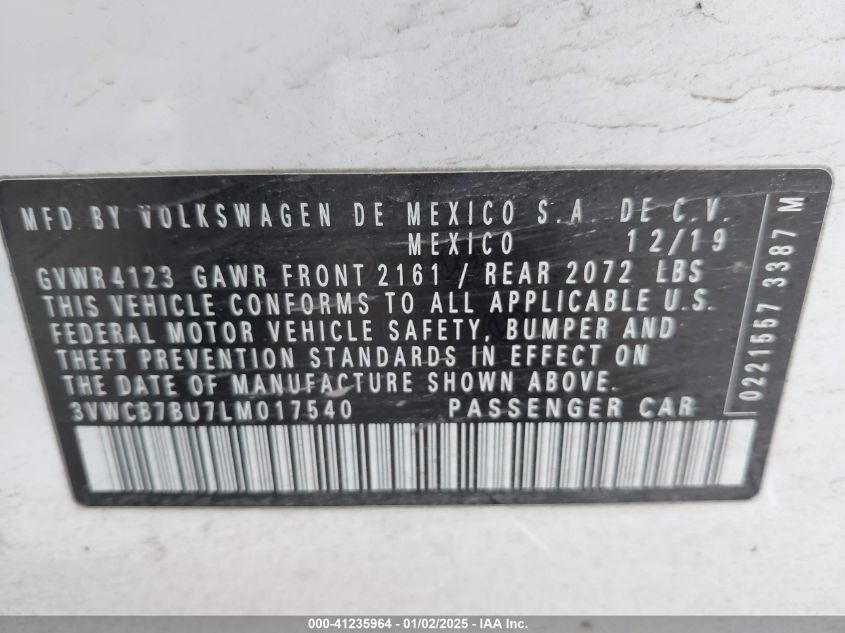 MFD BY VOLKSWAGEN DE MEXICO S.A. DE C.V.
MEXICO 12/19
GVWR 4123 GAWR FRONT 2161 / REAR 2072 LBS
THIS VEHICLE CONFORMS TO ALL APPLICABLE U.S.
FEDERAL MOTOR VEHICLE SAFETY, BUMPER AND
THEFT PREVENTION STANDARDS IN EFFECT ON
THE DATE OF MANUFACTURE SHOWN ABOVE.
3VWCB7BU7LM017540 PASSENGER CAR
0221557 3387 M
000-41235964 - 01/02/2025 - IAA Inc.